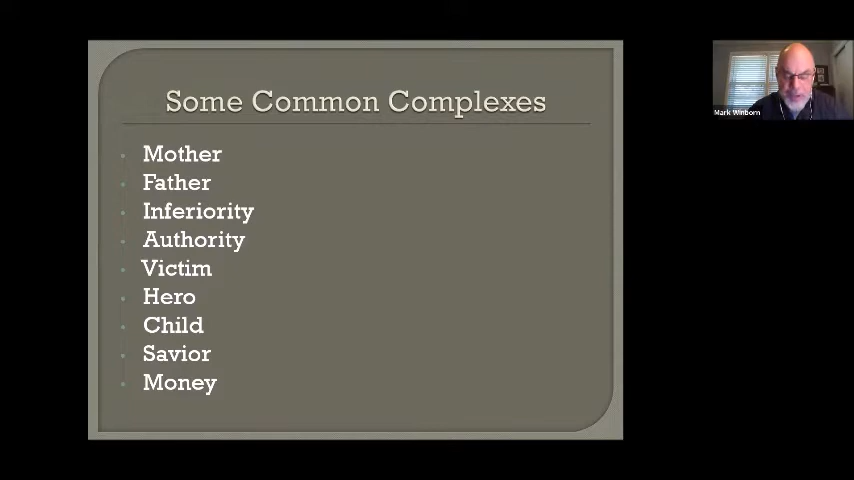 Some Common Complexes
Mother
Father
Inferiority
Authority
Victim
Hero
Child
Savior
Money
Mark Winborn